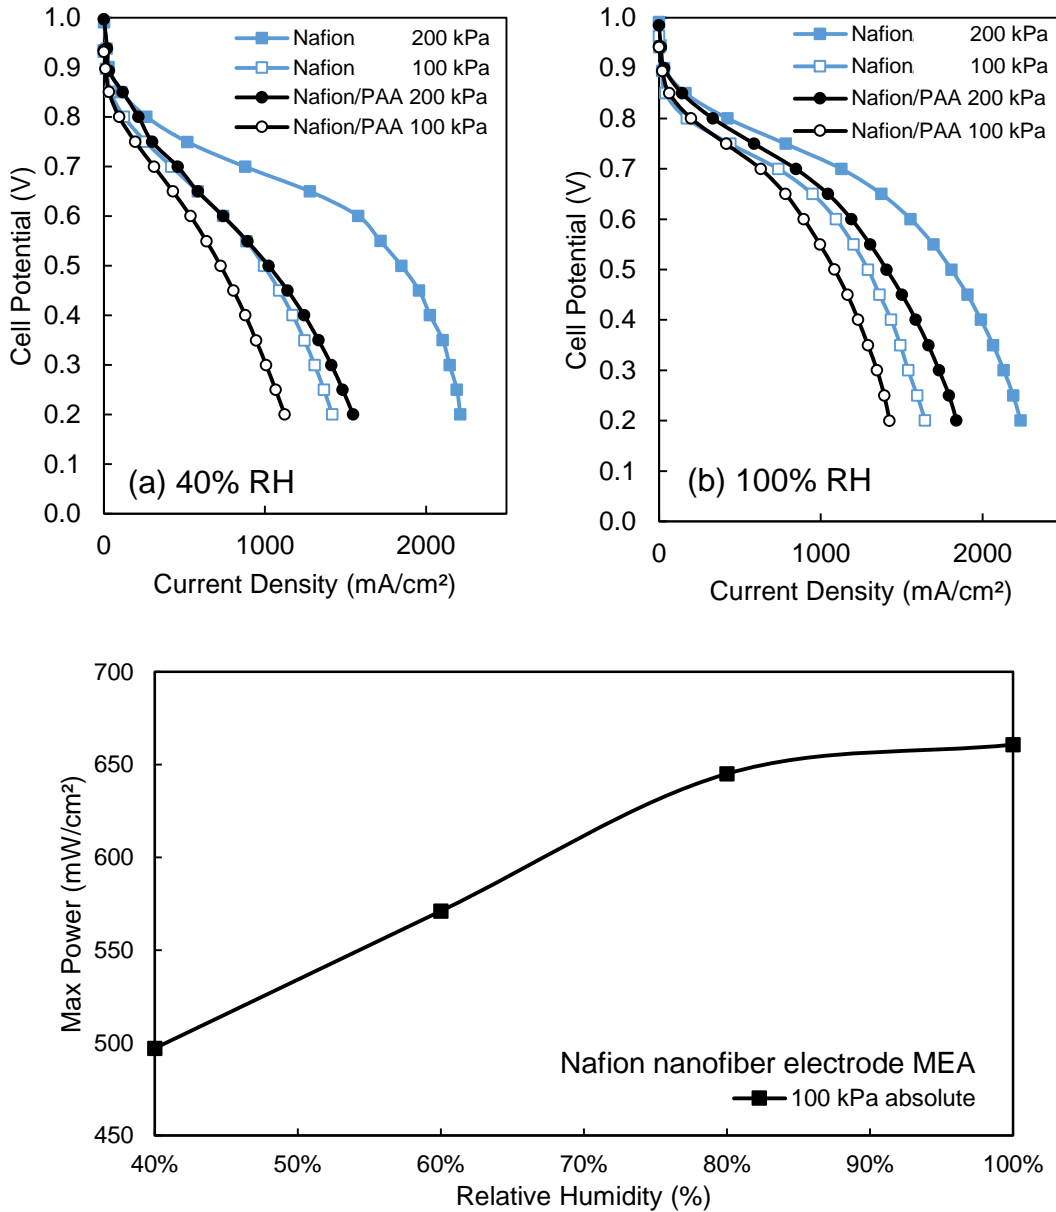 1.0
0.9
0.8
0.7
0.6
0.5
0.4
0.3
0.2
0.1
0.0
Cell Potential (V)
Nafion 200 kPa
Nafion 100 kPa
Nafion/PAA 200 kPa
Nafion/PAA 100 kPa
(a) 40% RH
0 1000 2000
Current Density (mA/cm²)
1.0
0.9
0.8
0.7
0.6
0.5
0.4
0.3
0.2
0.1
0.0
Cell Potential (V)
Nafion 200 kPa
Nafion 100 kPa
Nafion/PAA 200 kPa
Nafion/PAA 100 kPa
(b) 100% RH
0 1000 2000
Current Density (mA/cm²)
700
650
600
550
500
450
Max Power (mW/cm²)
Nafion nanofiber electrode MEA
100 kPa absolute
40% 50% 60% 70% 80% 90% 100%
Relative Humidity (%)